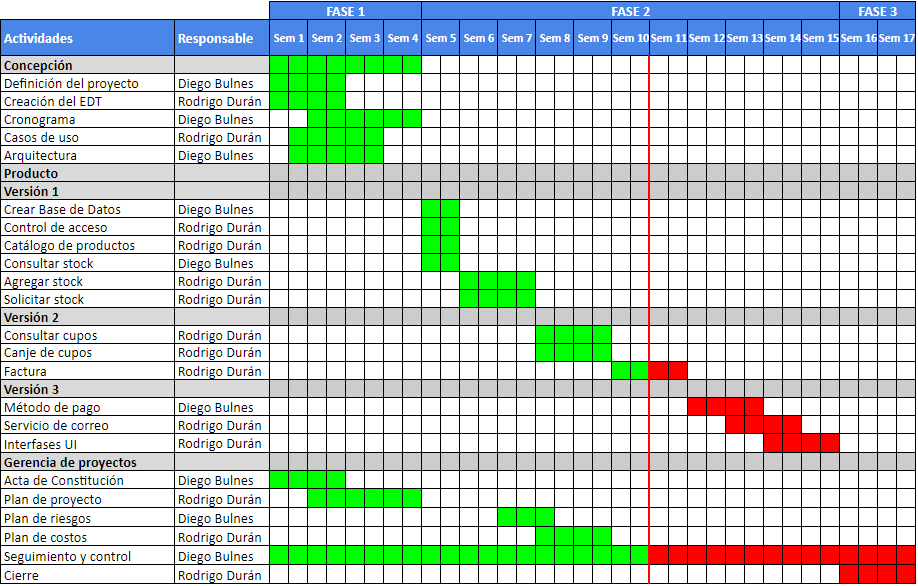 FASE 1 FASE 2 FASE 3
Actividades Responsable Sem 1 Sem 2 Sem 3 Sem 4 Sem 5 Sem 6 Sem 7 Sem 8 Sem 9 Sem 10 Sem 11 Sem 12 Sem 13 Sem 14 Sem 15 Sem 16 Sem 17
Concepción
Definición del proyecto Diego Bulnes
Creación del EDT Rodrigo Durán
Cronograma Diego Bulnes
Casos de uso Rodrigo Durán
Arquitectura Diego Bulnes
Producto
Versión 1
Crear Base de Datos Diego Bulnes
Control de acceso Rodrigo Durán
Catálogo de productos Rodrigo Durán
Consultar stock Diego Bulnes
Agregar stock Rodrigo Durán
Solicitar stock Rodrigo Durán
Versión 2
Consultar cupos Rodrigo Durán
Canje de cupos Rodrigo Durán
Factura Rodrigo Durán
Versión 3
Método de pago Diego Bulnes
Servicio de correo Rodrigo Durán
Interfases UI Rodrigo Durán
Gerencia de proyectos
Acta de Constitución Diego Bulnes
Plan de proyecto Rodrigo Durán
Plan de riesgos Diego Bulnes
Plan de costos Rodrigo Durán
Seguimiento y control Diego Bulnes
Cierre Rodrigo Durán